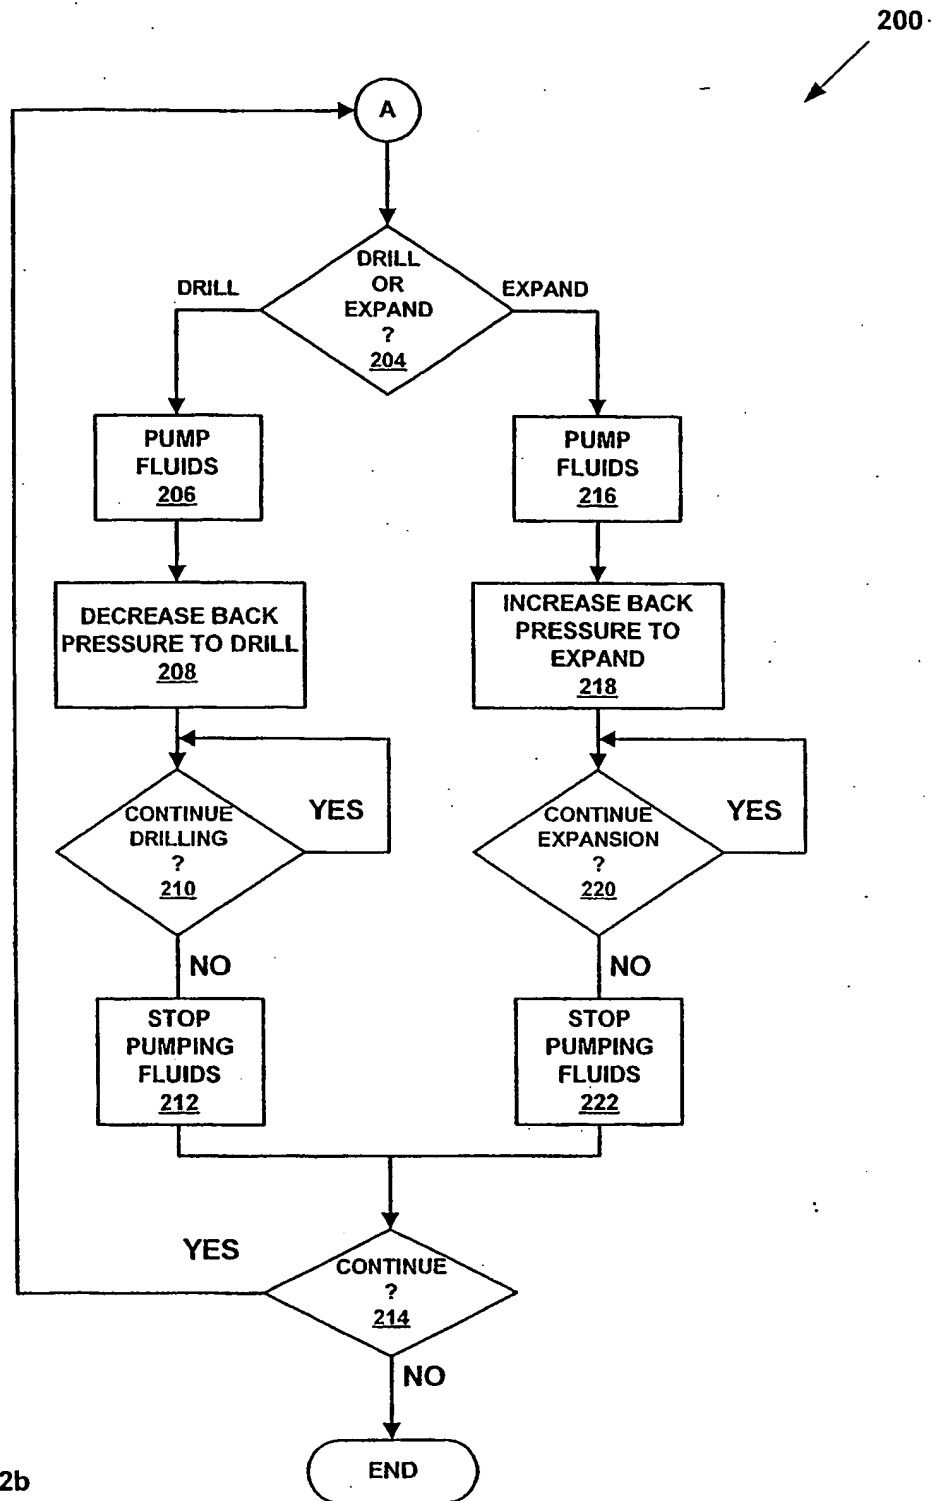 200
A
DRILL
OR
EXPAND
?
204
DRILL
EXPAND
PUMP
FLUIDS
206
PUMP
FLUIDS
216
DECREASE BACK
PRESSURE TO DRILL
208
INCREASE BACK
PRESSURE TO
EXPAND
218
CONTINUE
DRILLING
?
210
YES
CONTINUE
EXPANSION
?
220
YES
NO
NO
STOP
PUMPING
FLUIDS
212
STOP
PUMPING
FLUIDS
222
YES
CONTINUE
?
214
NO
END
2b